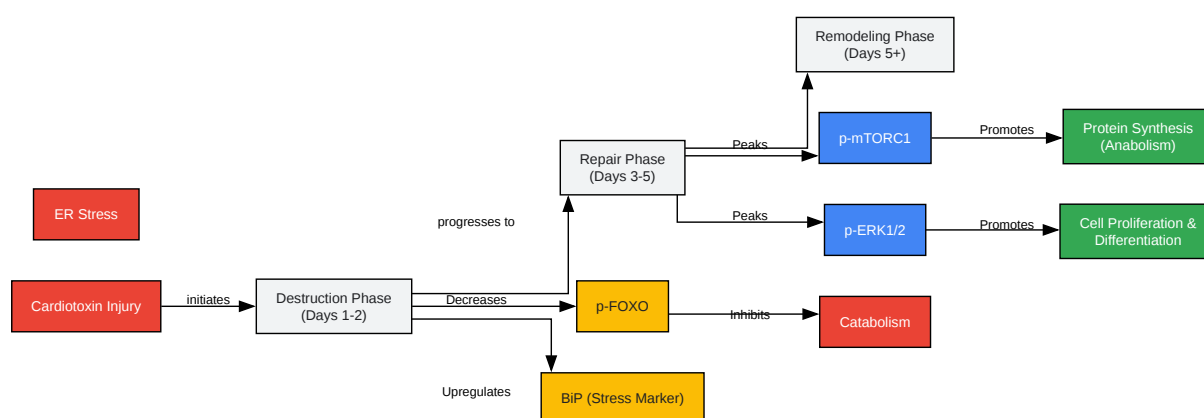 Remodeling Phase
(Days 5+)
Peaks
p-mTORC1
Promotes
Protein Synthesis
(Anabolism)
Repair Phase
(Days 3-5)
ER Stress
progresses to
Peaks
p-ERK1/2
Promotes
Cell Proliferation &
Differentiation
Cardiotoxin Injury
initiates
Destruction Phase
(Days 1-2)
Decreases
p-FOXO
Inhibits
Catabolism
Upregulates
BiP (Stress Marker)